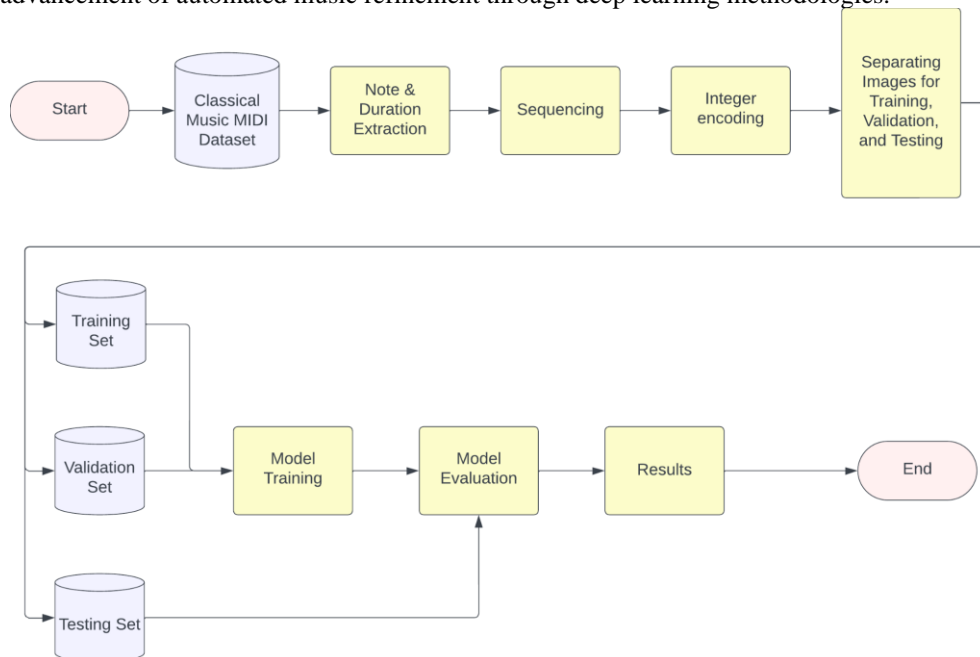 advancement of automated music refinement through deep learning methodologies.
Start
Classical
Music MIDI
Dataset
Note &
Duration
Extraction
Sequencing
Integer
encoding
Separating
Images for
Training,
Validation,
and Testing
Training
Set
Validation
Set
Model
Training
Model
Evaluation
Results
End
Testing Set